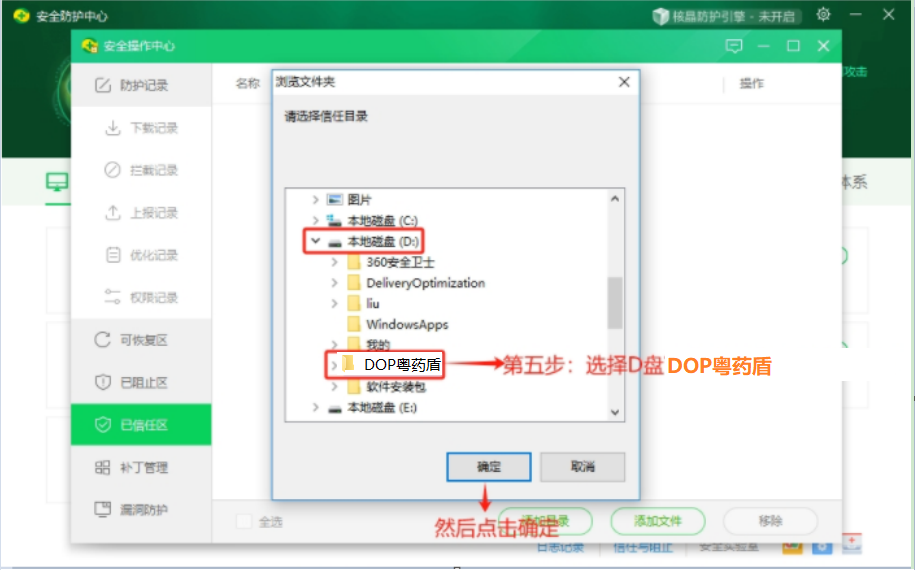 安全防护中心
核晶防护引擎 · 未开启
安全操作中心
攻击
防护记录
名称
操作
浏览文件夹
请选择信任目录
下载记录
拦截记录
上报记录
优化记录
权限记录
可恢复区
已阻止区
已信任区
补丁管理
漏洞防护
体系
图片
本地磁盘 (C:)
本地磁盘 (D:)
360安全卫士
DeliveryOptimization
liu
WindowsApps
我的
DOP粤药盾
软件安装包
本地磁盘 (E:)
第五步：选择D盘DOP粤药盾
确定
取消
然后点击确定
全选
添加目录
添加文件
移除
日志记录
信任与阻止
安全实验室